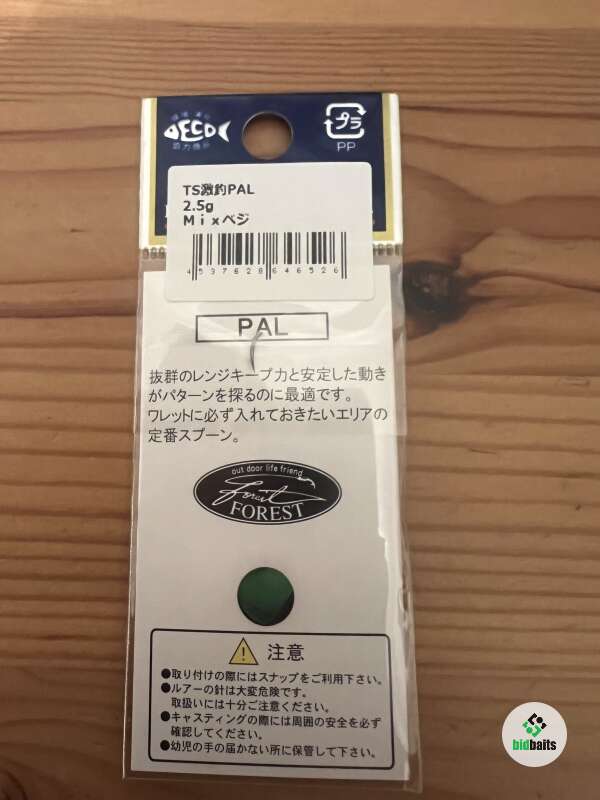 ECO
プラ
PP
TS激釣PAL
2.5g
Ｍｉｘベジ
4537628646526
PAL
抜群のレンジキープ力と安定した動き
がパターンを探るのに最適です。
ワレットに必ず入れておきたいエリアの
定番スプーン。
out door life friend
Forest
FOREST
注意
●取り付けの際にはスナップをご利用下さい。
●ルアーの針は大変危険です。
取扱いには十分ご注意ください。
●キャスティングの際には周囲の安全を必ず
確認してください。
●幼児の手の届かない所に保管して下さい。
bidbaits